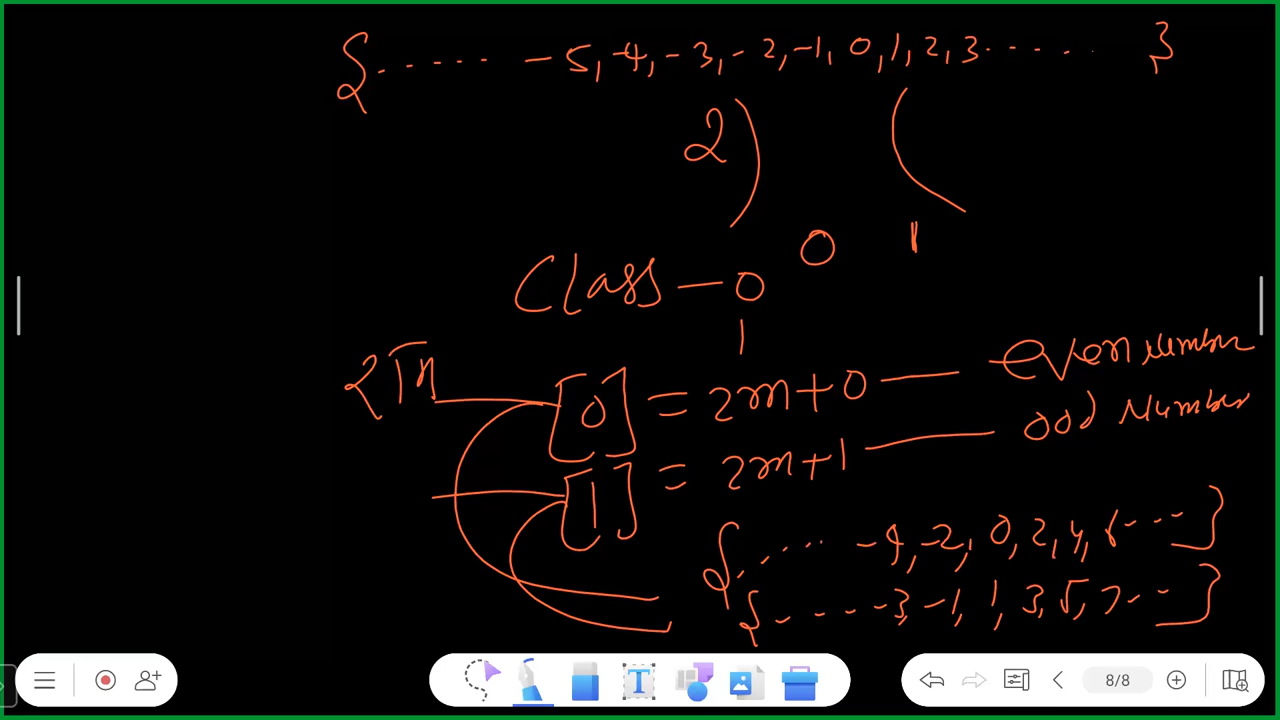 { ...... -5, -4, -3, -2, -1, 0, 1, 2, 3 ...... }
2) (
0 1
Class - 0
1
[0] = 2m+0 — even number
[1] = 2m+1 — odd number
{ ...... -4, -2, 0, 2, 4, 6 ... }
{ ...... -3, -1, 1, 3, 5, 7 ... }
T
8/8